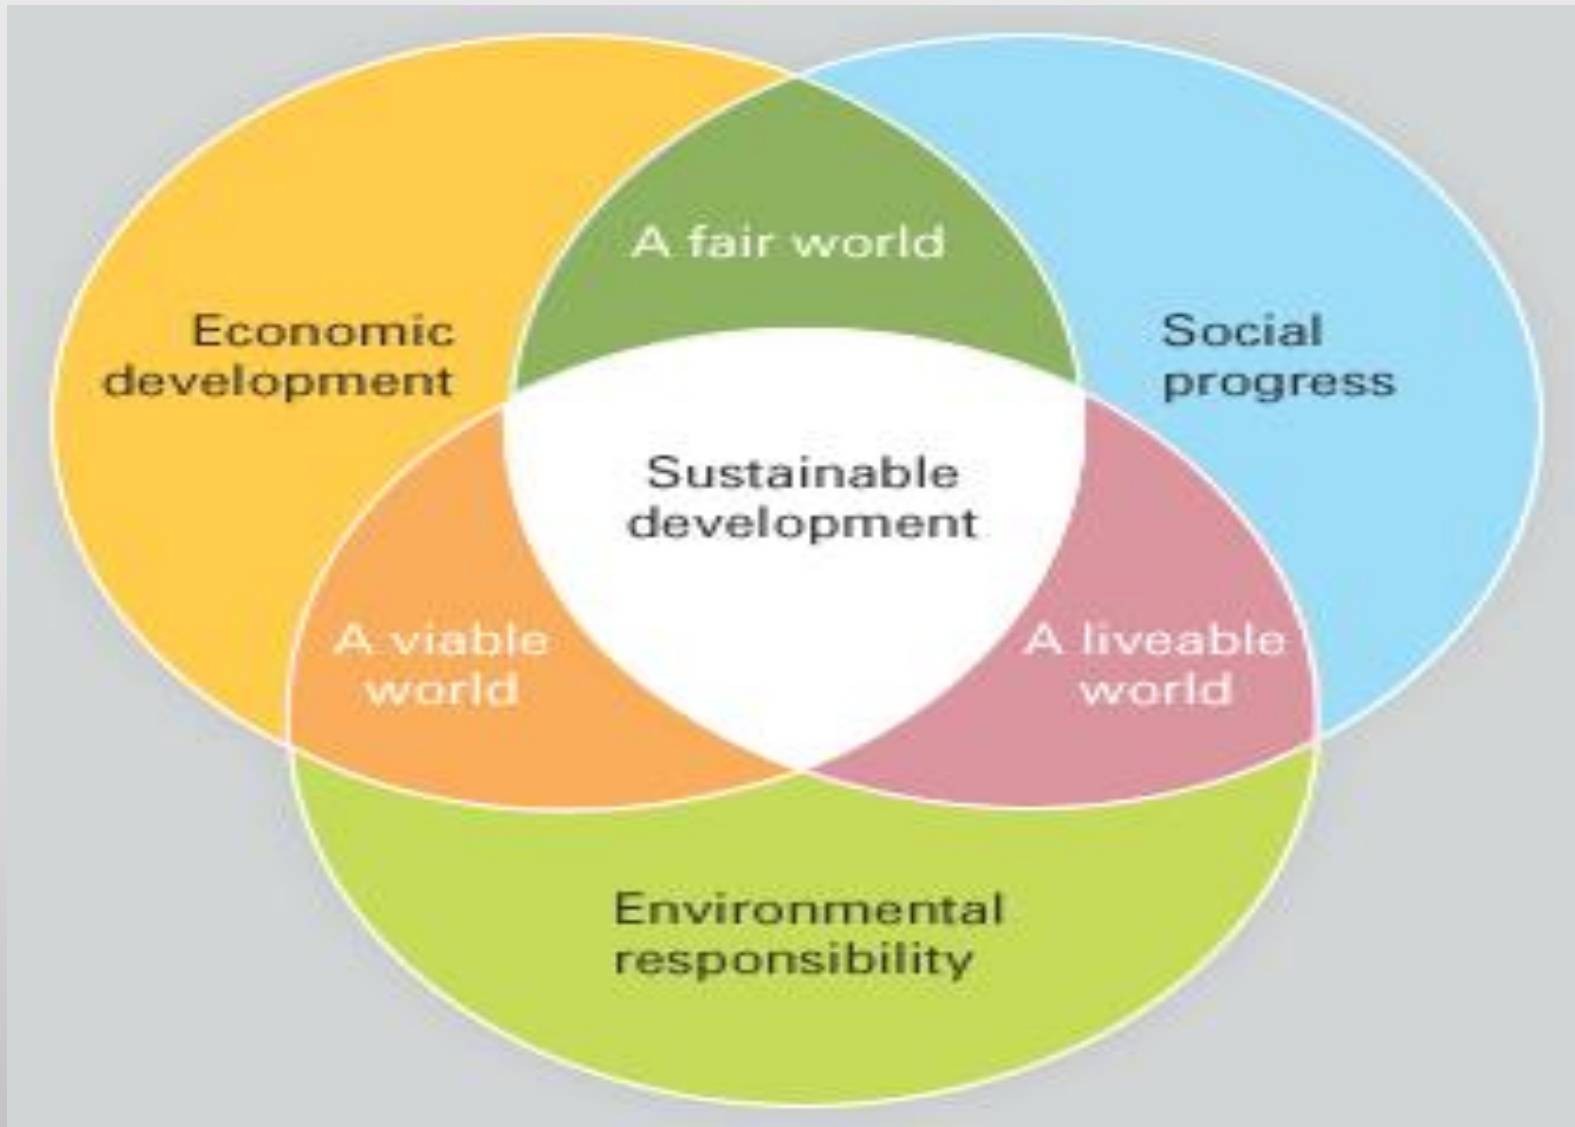 A fair world
Economic
development
Social
progress
Sustainable
development
A viable
world
A liveable
world
Environmental
responsibility